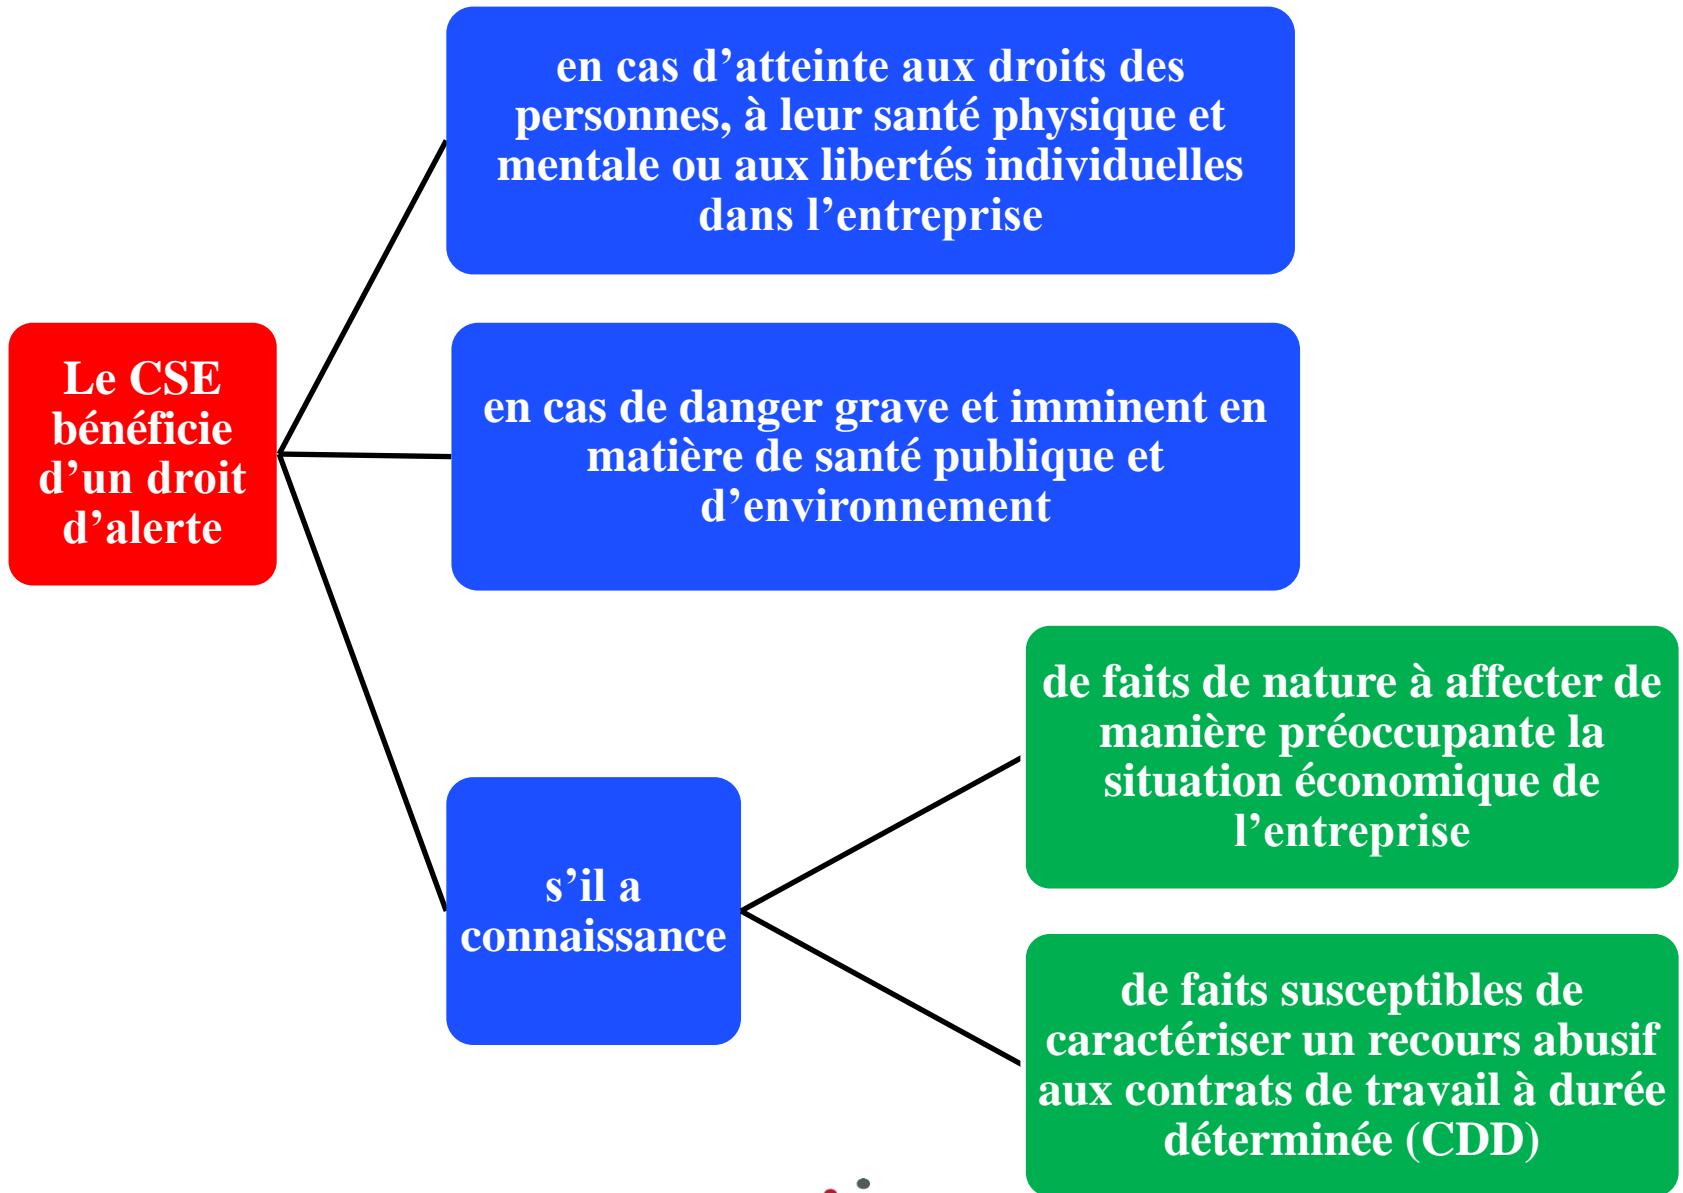 en cas d’atteinte aux droits des
personnes, à leur santé physique et
mentale ou aux libertés individuelles
dans l’entreprise
Le CSE
bénéficie
d’un droit
d’alerte
en cas de danger grave et imminent en
matière de santé publique et
d’environnement
s’il a
connaissance
de faits de nature à affecter de
manière préoccupante la
situation économique de
l’entreprise
de faits susceptibles de
caractériser un recours abusif
aux contrats de travail à durée
déterminée (CDD)